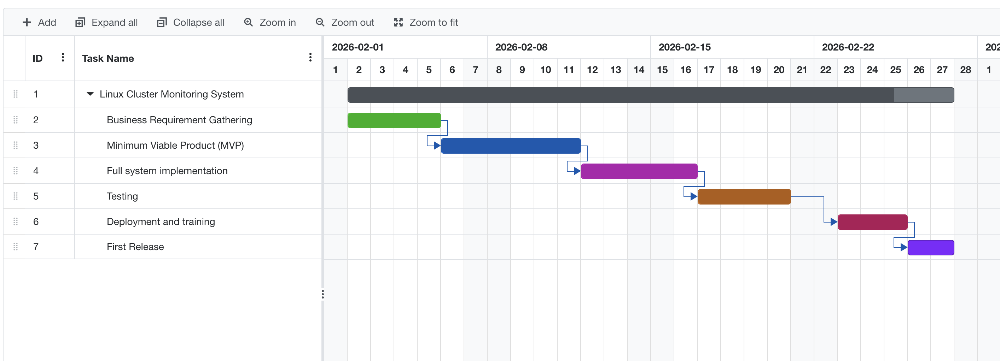 Add Expand all Collapse all Zoom in Zoom out Zoom to fit
ID Task Name
2026-02-01 2026-02-08 2026-02-15 2026-02-22 202
1 2 3 4 5 6 7 8 9 10 11 12 13 14 15 16 17 18 19 20 21 22 23 24 25 26 27 28 1
1 Linux Cluster Monitoring System
2 Business Requirement Gathering
3 Minimum Viable Product (MVP)
4 Full system implementation
5 Testing
6 Deployment and training
7 First Release